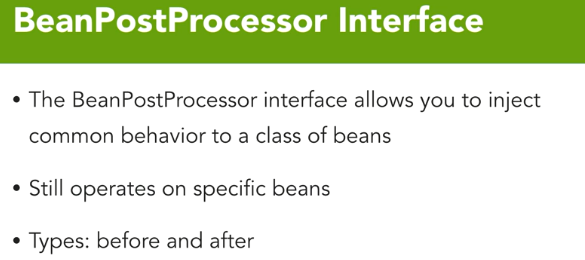 BeanPostProcessor Interface
• The BeanPostProcessor interface allows you to inject
common behavior to a class of beans
• Still operates on specific beans
• Types: before and after